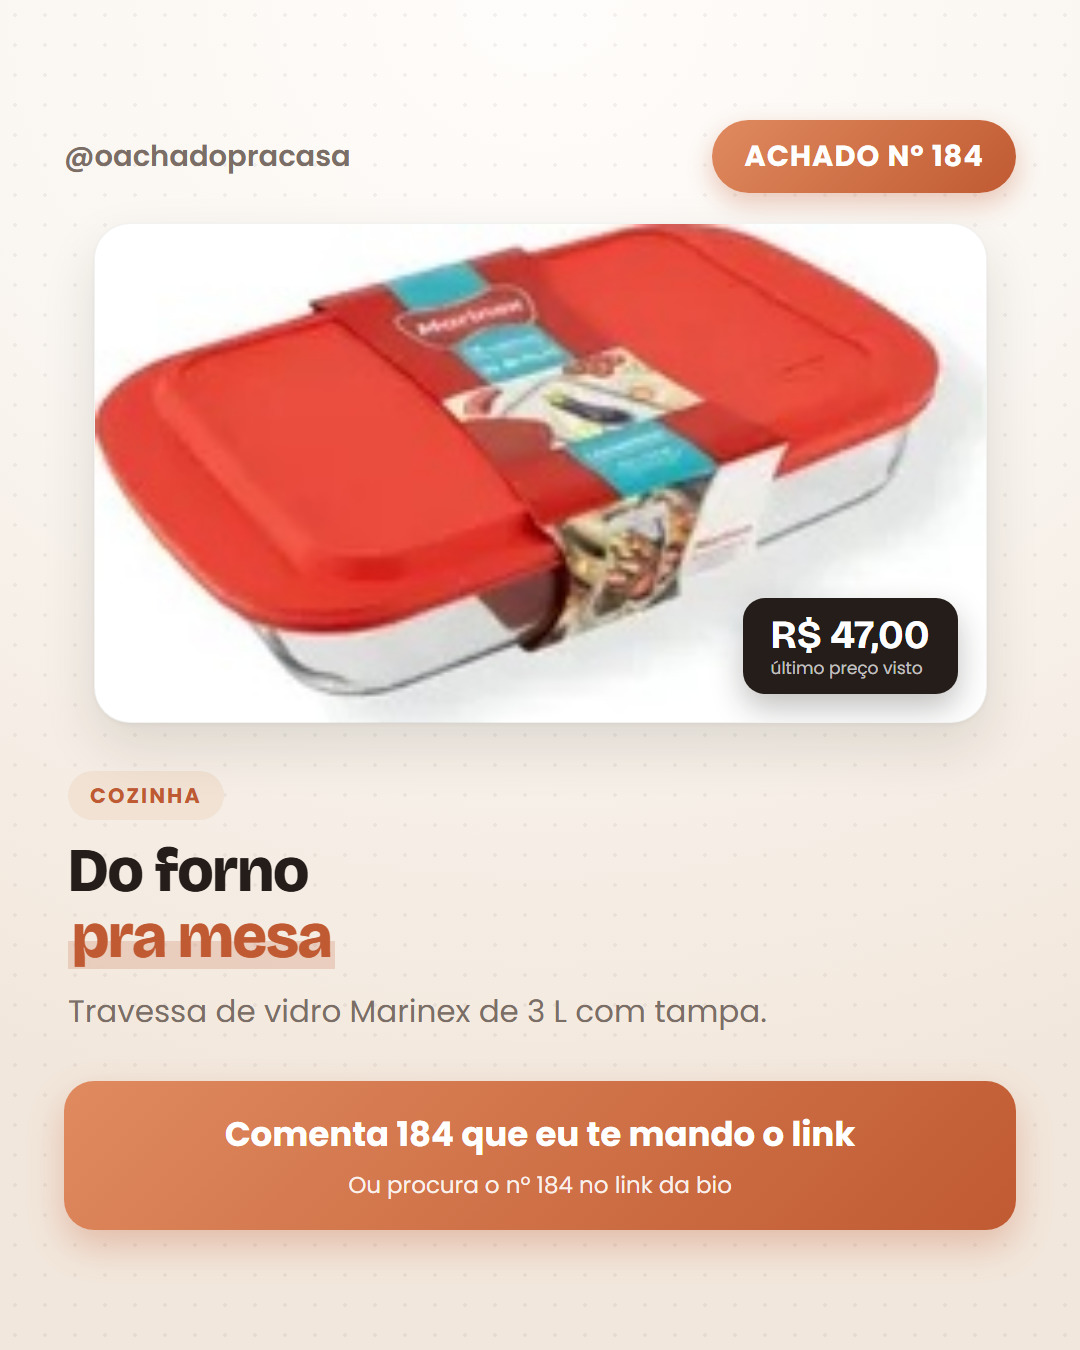 @oachadopracasa
ACHADO Nº 184
Marinex
R$ 47,00
último preço visto
COZINHA
Do forno
pra mesa
Travessa de vidro Marinex de 3 L com tampa.
Comenta 184 que eu te mando o link
Ou procura o nº 184 no link da bio